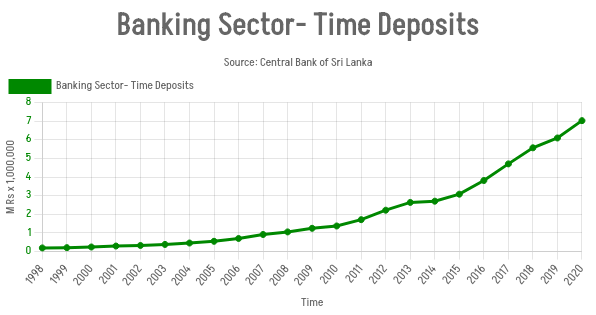 Banking Sector- Time Deposits
Source: Central Bank of Sri Lanka
Banking Sector- Time Deposits
M Rs x 1,000,000
8
7
6
5
4
3
2
1
0
1998 1999 2000 2001 2002 2003 2004 2005 2006 2007 2008 2009 2010 2011 2012 2013 2014 2015 2016 2017 2018 2019 2020
Time